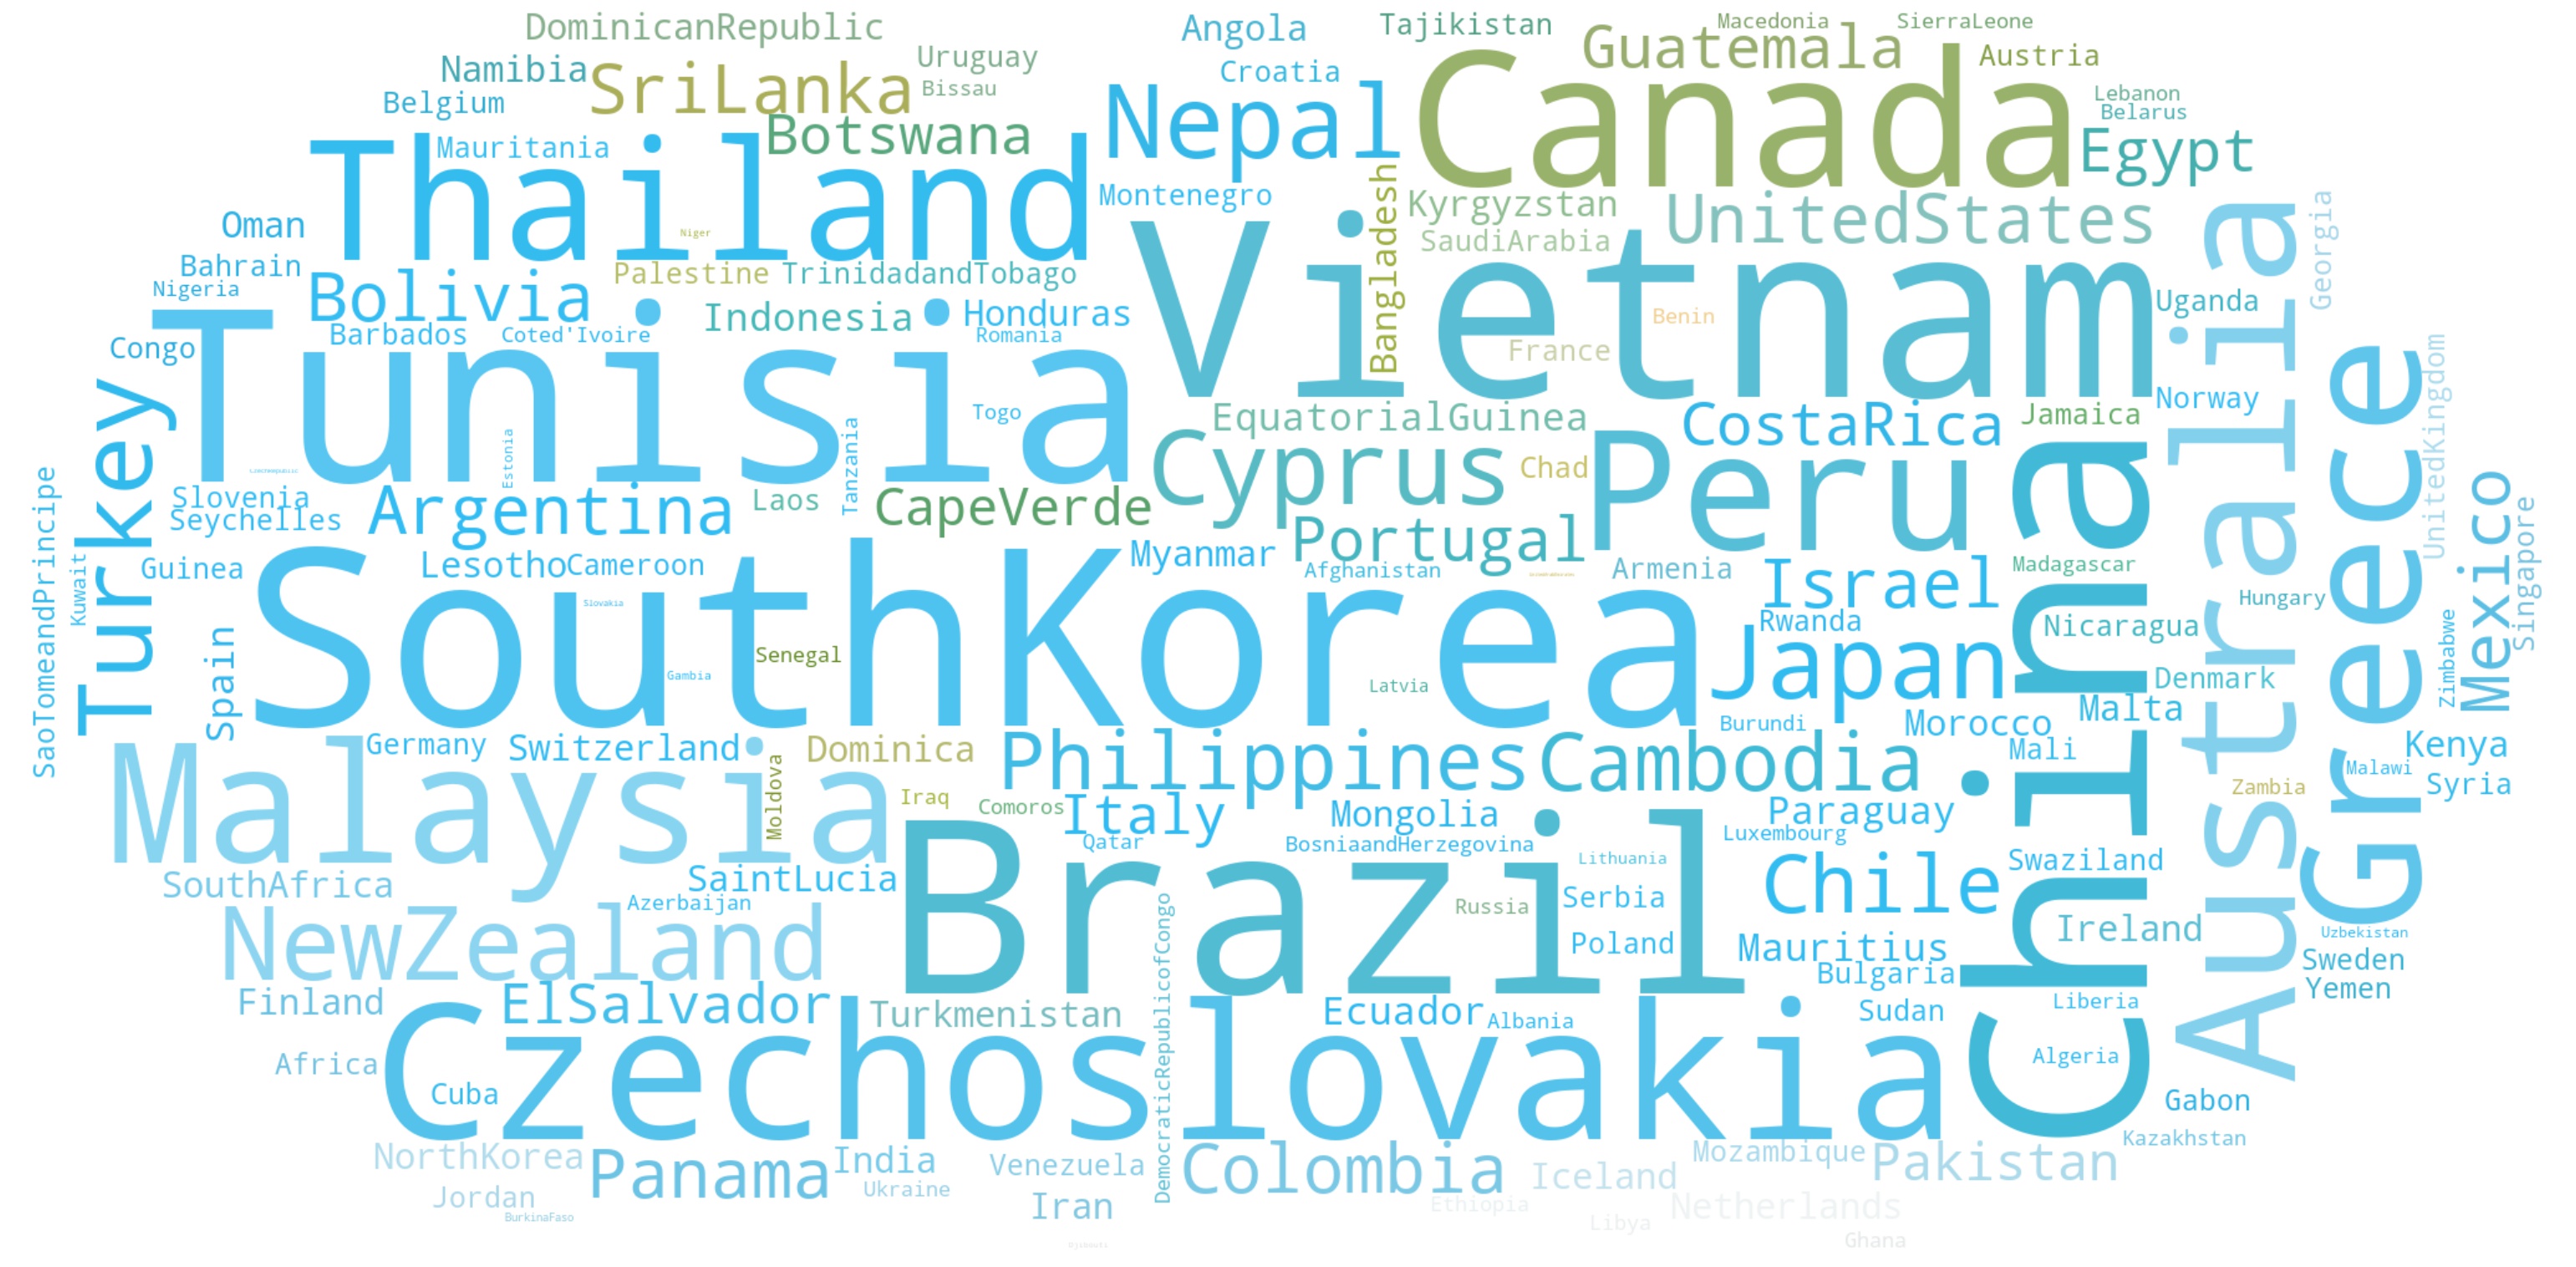 DominicanRepublic
Angola
Tajikistan
Macedonia
SierraLeone
Guatemala
Namibia
SriLanka
Uruguay
Croatia
Canada
Austria
Belgium
Bissau
Lebanon
Belarus
Thailand
Mauritania
Botswana
Nepal
Egypt
Oman
Niger
Montenegro
Bangladesh
Kyrgyzstan
UnitedStates
SaudiArabia
Georgia
Bahrain
Nigeria
Bolivia
Palestine
TrinidadandTobago
Vietnam
Uganda
Congo
Tunisia
Barbados
Coted'Ivoire
Indonesia
Honduras
Romania
France
Benin
Australia
Turkey
Estonia
Togo
Tanzania
EquatorialGuinea
CostaRica
Jamaica
Norway
Greece
UnitedKingdom
Slovenia
Seychelles
Argentina
Laos
CapeVerde
Cyprus
Chad
Peru
China
Mexico
Singapore
SaoTomeandPrincipe
Kuwait
Guinea
SouthKorea
Lesotho
Cameroon
Myanmar
Portugal
Afghanistan
Armenia
Israel
Madagascar
Hungary
Spain
Slovakia
Gambia
Senegal
Latvia
Rwanda
Japan
Nicaragua
Denmark
Zimbabwe
Malaysia
Germany
Switzerland
Moldova
Dominica
Philippines
Cambodia
Burundi
Morocco
Malta
Mali
Kenya
Malawi
Syria
Iraq
Comoros
Italy
Qatar
Mongolia
BosniaandHerzegovina
Paraguay
Luxembourg
Zambia
SouthAfrica
SaintLucia
Azerbaijan
Brazil
Lithuania
Russia
Serbia
Chile
Swaziland
NewZealand
DemocraticRepublicofCongo
Poland
Mauritius
Bulgaria
Ireland
Uzbekistan
Sweden
Yemen
Finland
ElSalvador
Turkmenistan
Ecuador
Albania
Sudan
Liberia
Africa
Cuba
Czechoslovakia
Algeria
Gabon
Kazakhstan
NorthKorea
Panama
India
Ukraine
Venezuela
Colombia
Iceland
Mozambique
Pakistan
Jordan
BurkinaFaso
Iran
Ethiopia
Libya
Netherlands
Ghana
Djibouti